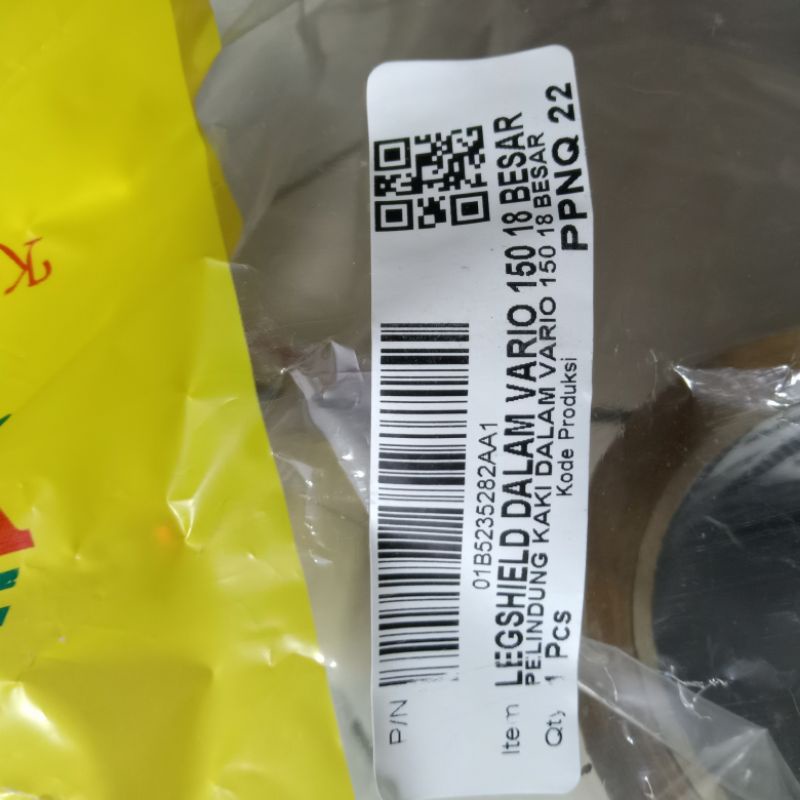 P/N
01B5235282AA1
Item LEGSHIELD DALAM VARIO 150 18 BESAR
PELINDUNG KAKI DALAM VARIO 150 18 BESAR
Qty 1 Pcs
Kode Produksi
PPNQ 22
K